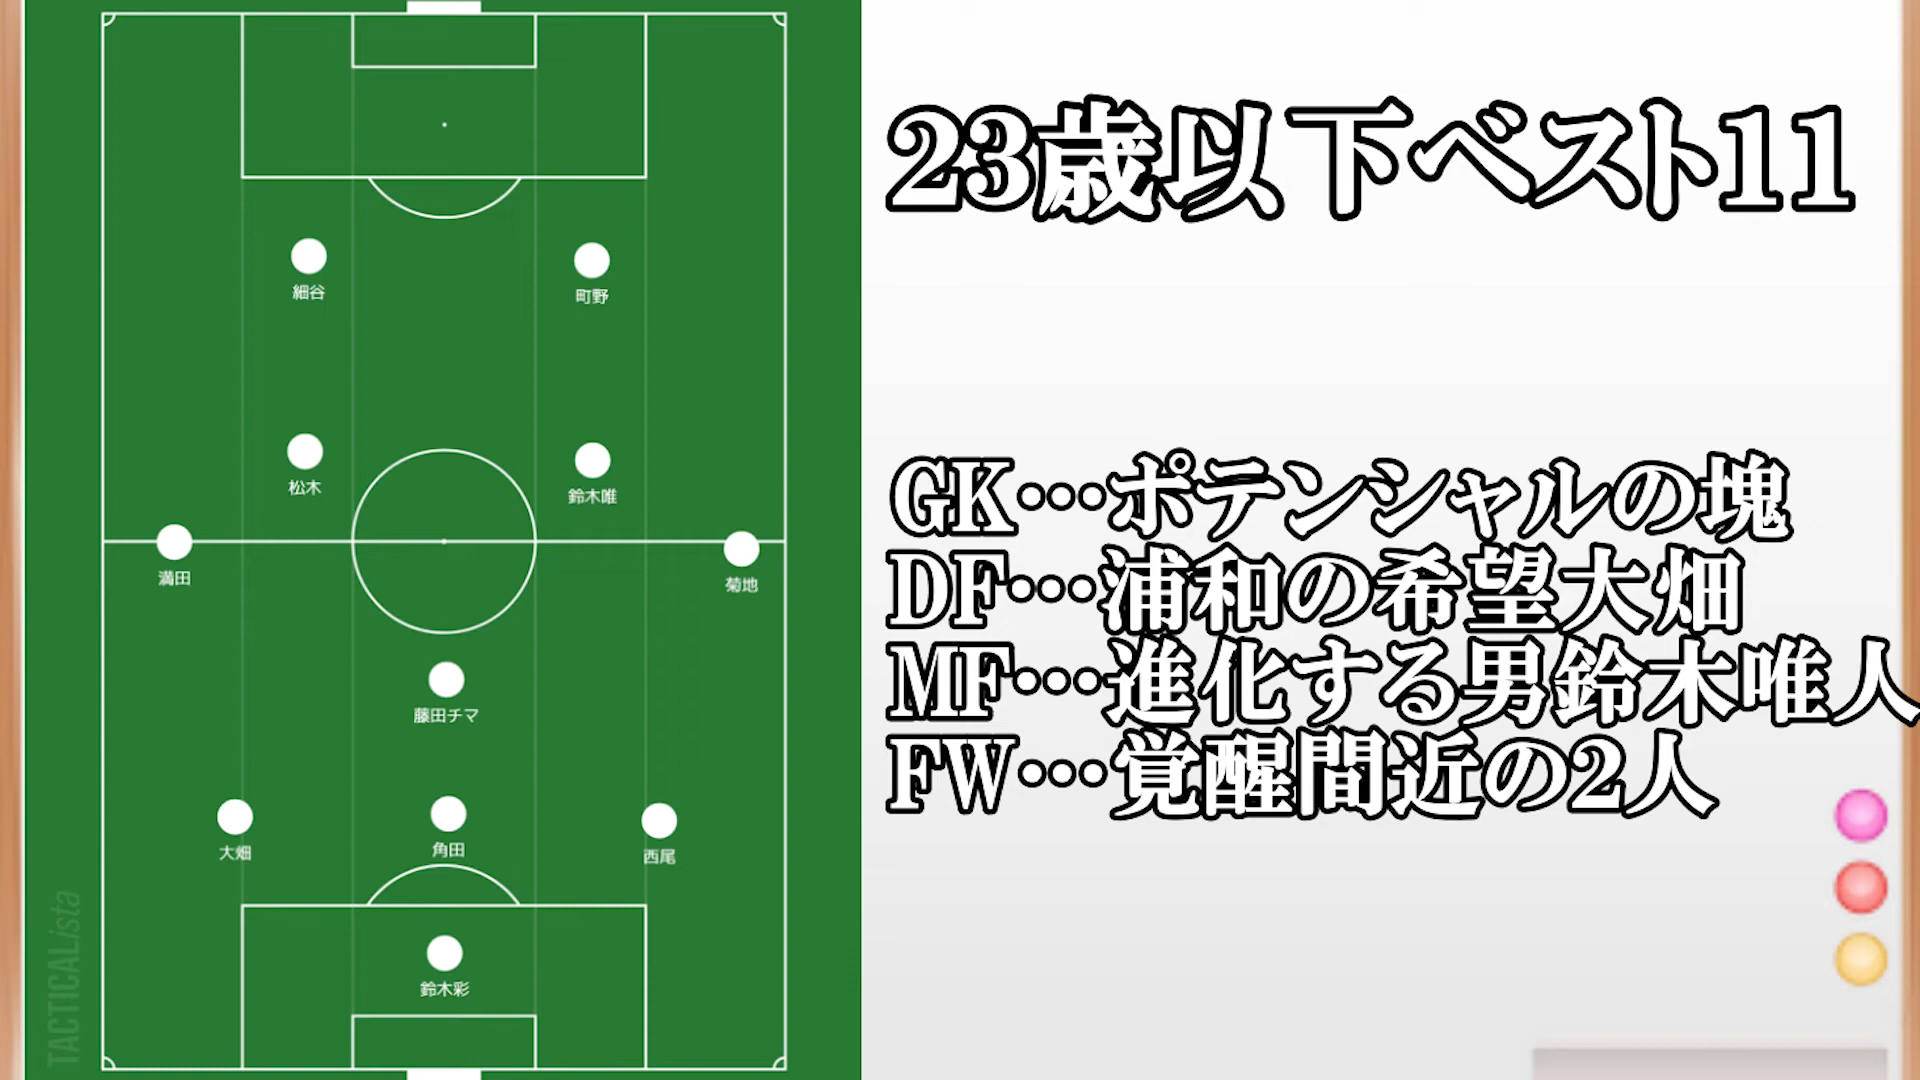 23歳以下ベスト11
細谷
町野
松木
鈴木唯
満田
菊地
藤田チマ
大畑
角田
西尾
鈴木彩
TACTICALista
GK…ポテンシャルの塊
DF…浦和の希望大畑
MF…進化する男鈴木唯人
FW…覚醒間近の2人